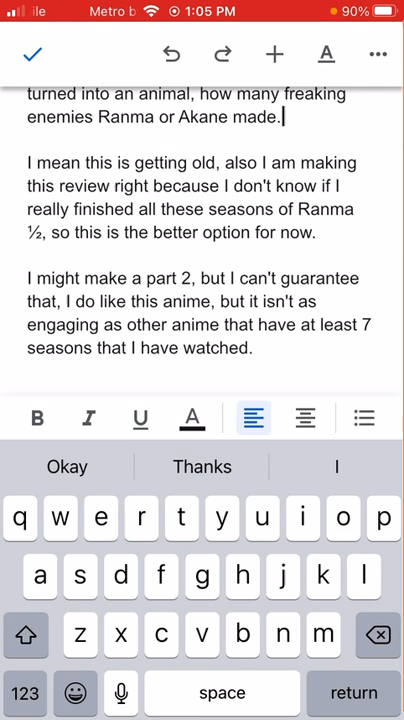 ile Metro b 1:05 PM 90%
A
turned into an animal, how many freaking
enemies Ranma or Akane made.
I mean this is getting old, also I am making
this review right because I don't know if I
really finished all these seasons of Ranma
½, so this is the better option for now.
I might make a part 2, but I can't guarantee
that, I do like this anime, but it isn't as
engaging as other anime that have at least 7
seasons that I have watched.
B I U A
Okay Thanks I
q w e r t y u i o p
a s d f g h j k l
z x c v b n m
123 space return